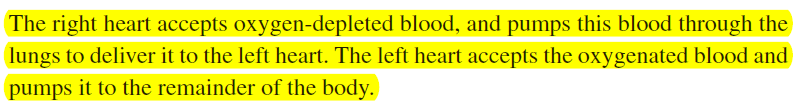 The right heart accepts oxygen-depleted blood, and pumps this blood through the
lungs to deliver it to the left heart. The left heart accepts the oxygenated blood and
pumps it to the remainder of the body.